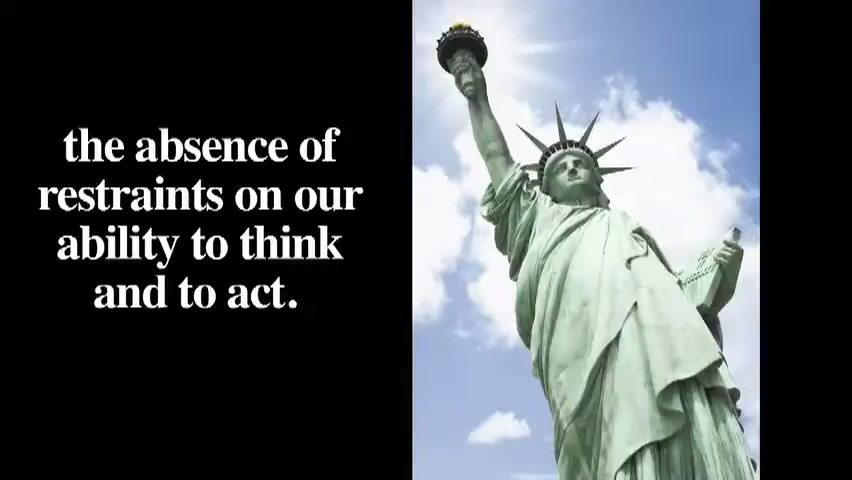 the absence of
restraints on our
ability to think
and to act.